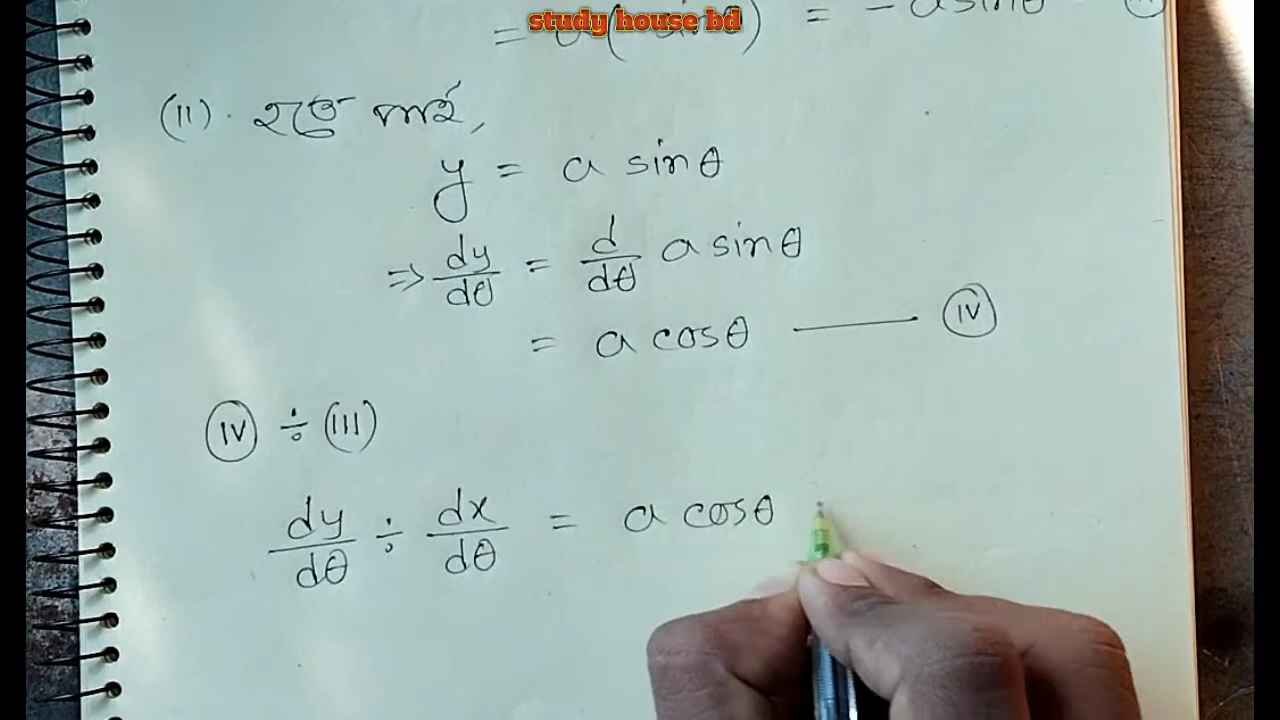 study house bd
= a(-sinθ) = -asinθ
(II). হতে পাই,
y = a sinθ
⇒ dy/dθ = d/dθ a sinθ
= a cosθ —— IV
IV ÷ (III)
dy/dθ ÷ dx/dθ = a cosθ